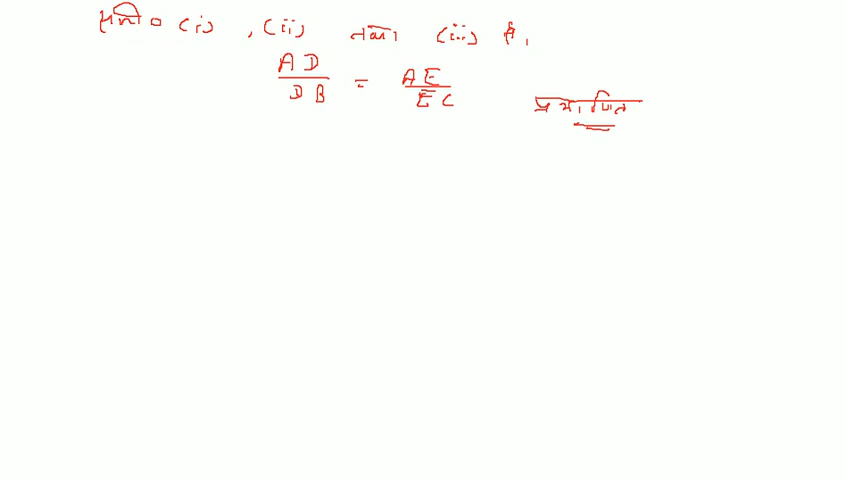 समी० (i) , (ii) तथा (iii) से,
AD/DB = AE/EC
प्रमाणित